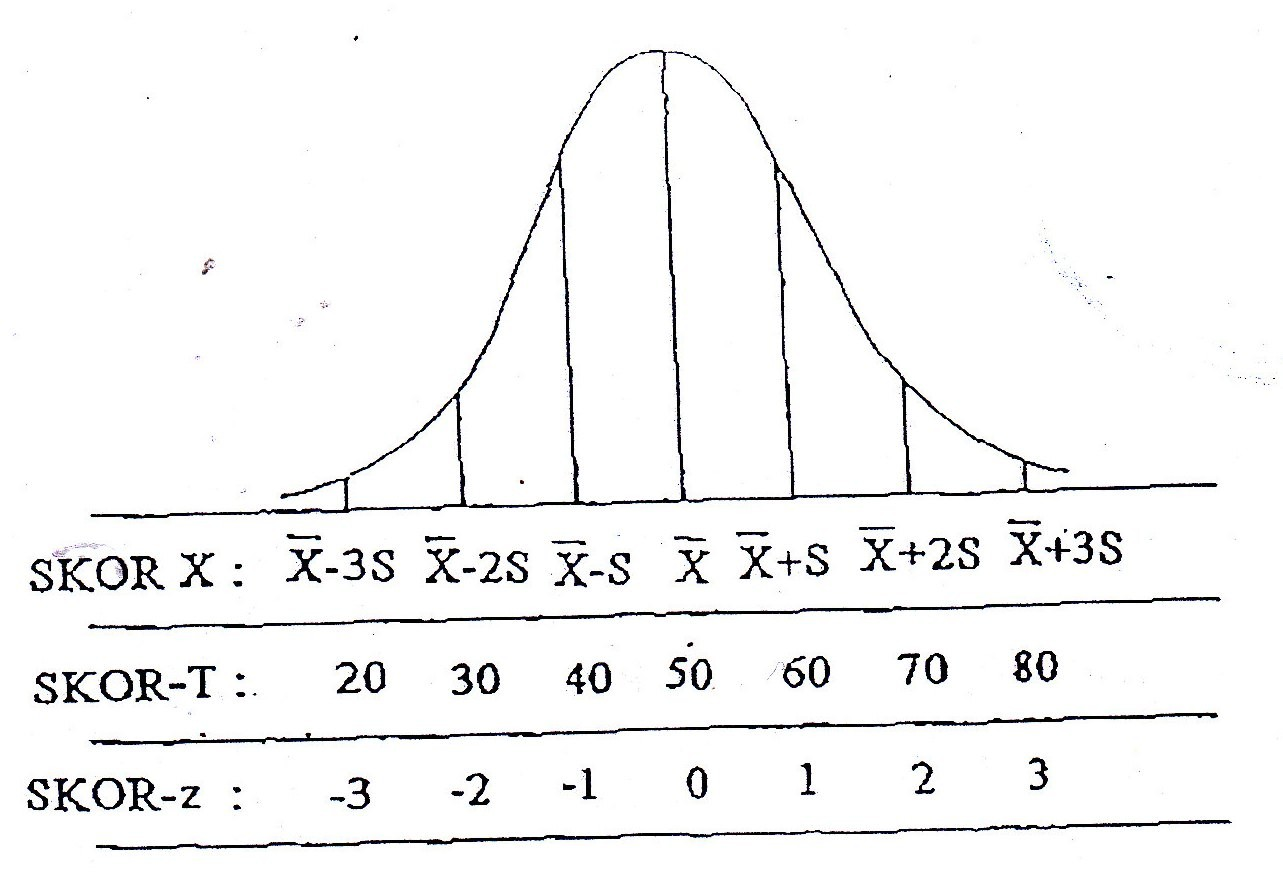 SKOR X : X̅-3S X̅-2S X̅-S X̅ X̅+S X̅+2S X̅+3S
SKOR-T : 20 30 40 50 60 70 80
SKOR-z : -3 -2 -1 0 1 2 3